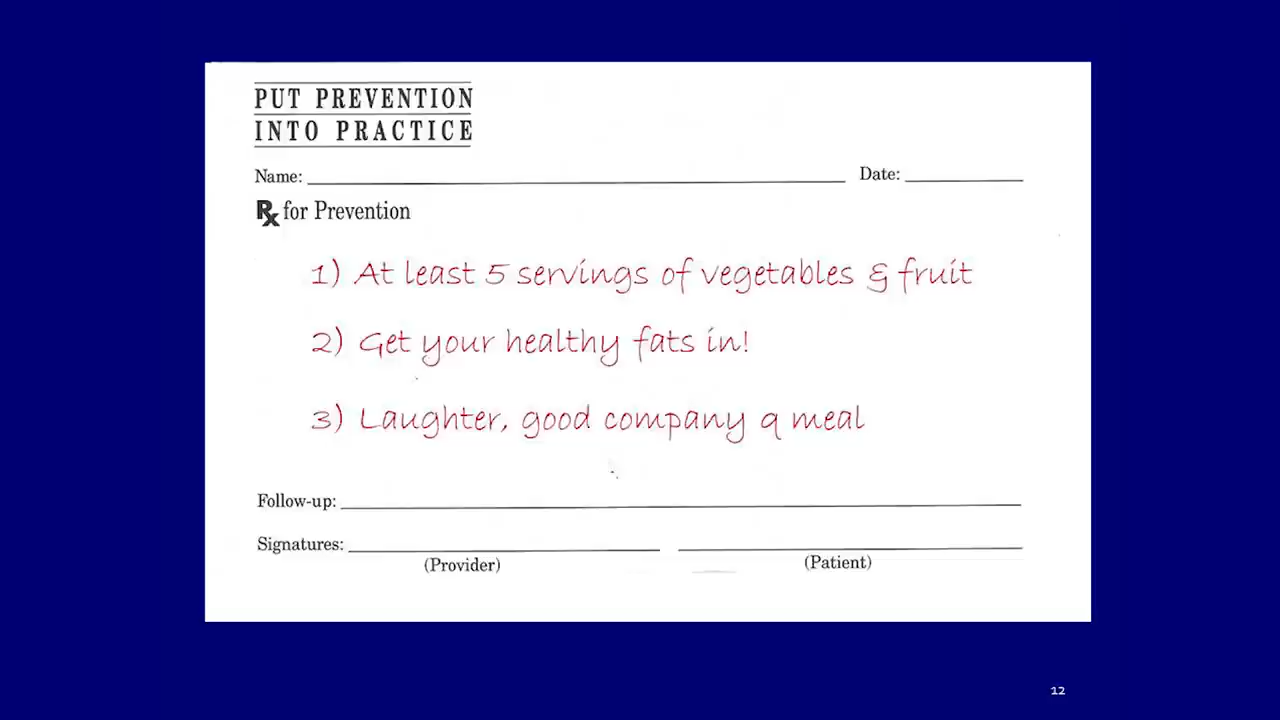 PUT PREVENTION
INTO PRACTICE
Name: Date:
Rx for Prevention
1) At least 5 servings of vegetables & fruit
2) Get your healthy fats in!
3) Laughter, good company q meal
Follow-up:
Signatures:
(Provider) (Patient)
12